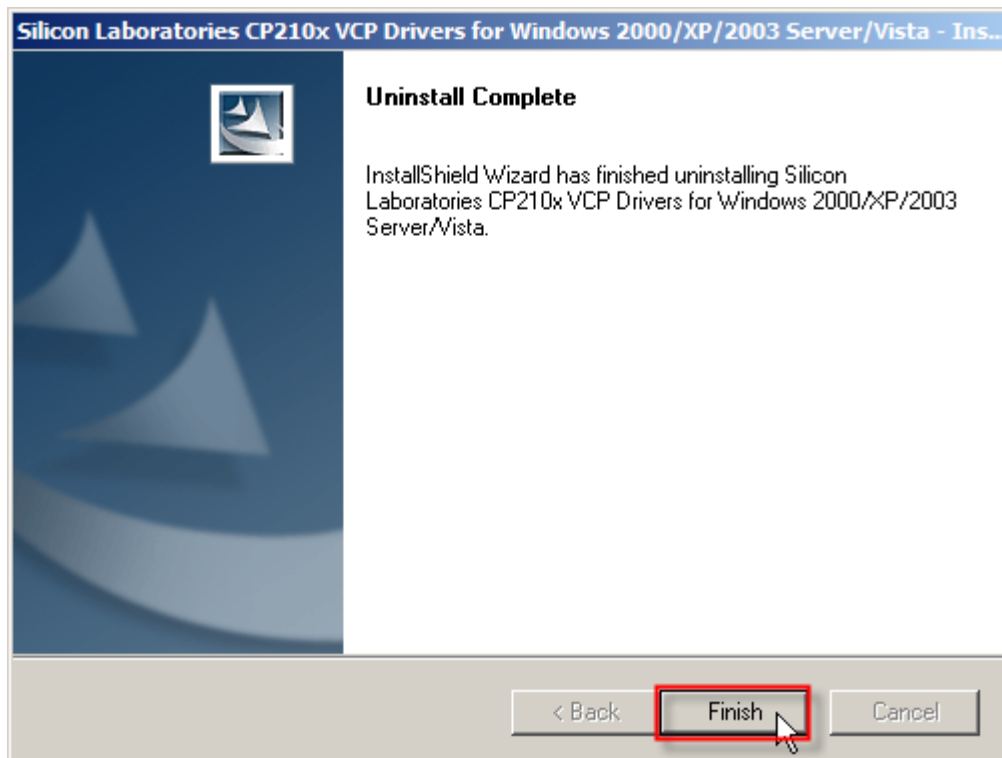 Silicon Laboratories CP210x VCP Drivers for Windows 2000/XP/2003 Server/Vista - Ins...
Uninstall Complete
InstallShield Wizard has finished uninstalling Silicon
Laboratories CP210x VCP Drivers for Windows 2000/XP/2003
Server/Vista.
< Back Finish Cancel